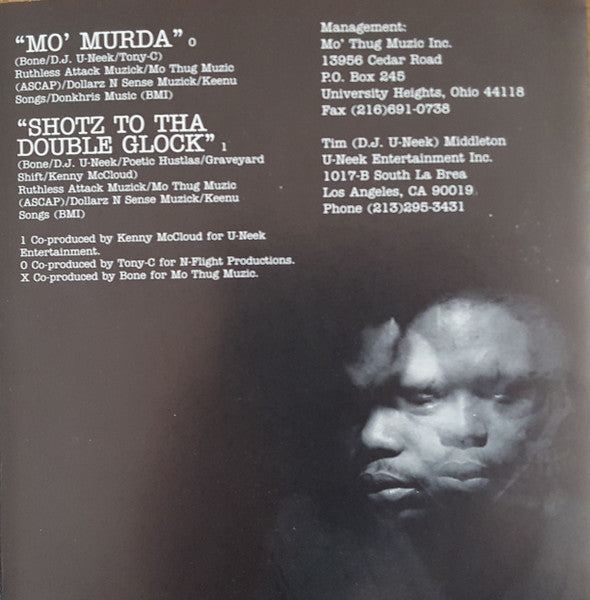 “MO’ MURDA” 0
(Bone/D.J. U-Neek/Tony-C)
Ruthless Attack Muzick/Mo Thug Muzic
(ASCAP)/Dollarz N Sense Muzick/Keenu
Songs/Donkhris Music (BMI)
“SHOTZ TO THA
DOUBLE GLOCK” 1
(Bone/D.J. U-Neek/Poetic Hustlas/Graveyard
Shift/Kenny McCloud)
Ruthless Attack Muzick/Mo Thug Muzic
(ASCAP)/Dollarz N Sense Muzick/Keenu
Songs (BMI)
1 Co-produced by Kenny McCloud for U-Neek
Entertainment.
0 Co-produced by Tony-C for N-Flight Productions.
X Co-produced by Bone for Mo Thug Muzic.
Management:
Mo’ Thug Muzic Inc.
13956 Cedar Road
P.O. Box 245
University Heights, Ohio 44118
Fax (216)691-0738
Tim (D.J. U-Neek) Middleton
U-Neek Entertainment Inc.
1017-B South La Brea
Los Angeles, CA 90019
Phone (213)295-3431